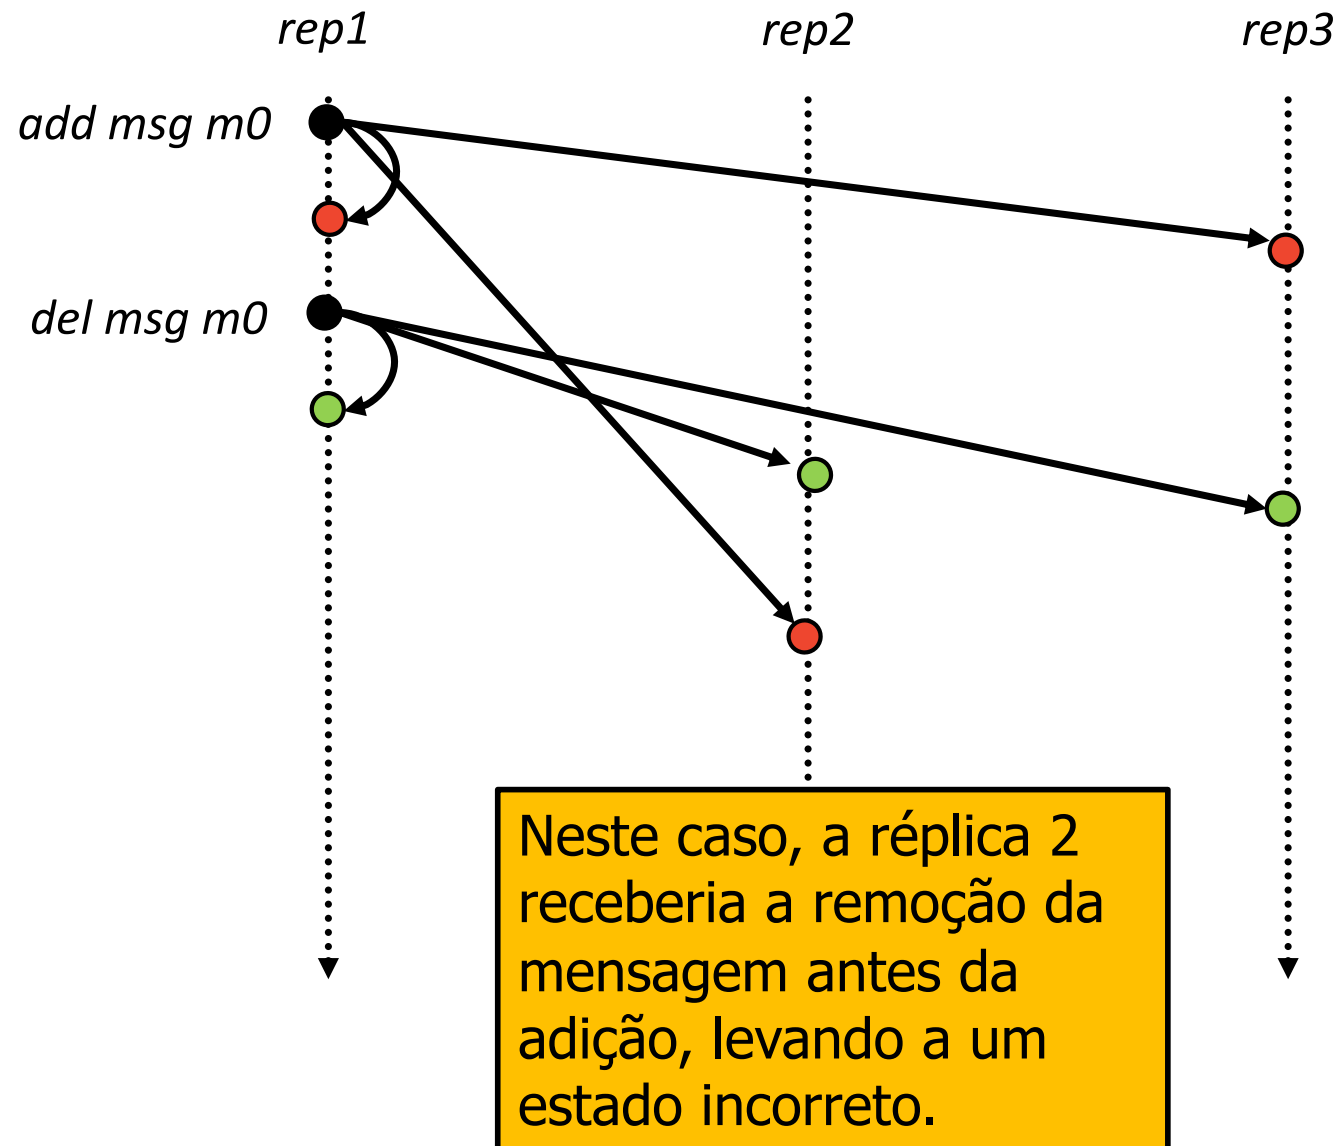 rep1 rep2 rep3
add msg m0
del msg m0
Neste caso, a réplica 2
receberia a remoção da
mensagem antes da
adição, levando a um
estado incorreto.